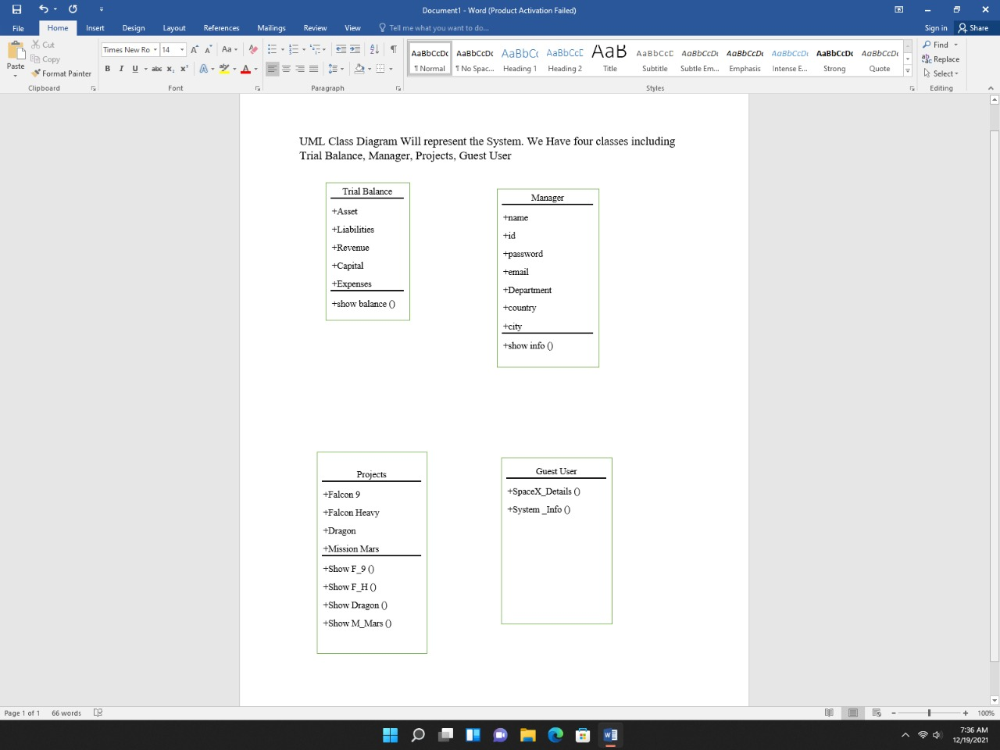 Document1 - Word (Product Activation Failed)
File Home Insert Design Layout References Mailings Review View Tell me what you want to do... Sign in Share
Paste
Cut
Copy
Format Painter
Clipboard
Times New Ro 14
Font
Paragraph
AaBbCcDc AaBbCcDc AaBbCc AaBbCcE AaB AaBbCcD AaBbCcDt AaBbCcDt AaBbCcDt AaBbCcDc AaBbCcDt
¶ Normal ¶ No Spac... Heading 1 Heading 2 Title Subtitle Subtle Em... Emphasis Intense E... Strong Quote
Styles
Find
Replace
Select
Editing
UML Class Diagram Will represent the System. We Have four classes including
Trial Balance, Manager, Projects, Guest User
Trial Balance
+Asset
+Liabilities
+Revenue
+Capital
+Expenses
+show balance ()
Manager
+name
+id
+password
+email
+Department
+country
+city
+show info ()
Projects
+Falcon 9
+Falcon Heavy
+Dragon
+Mission Mars
+Show F_9 ()
+Show F_H ()
+Show Dragon ()
+Show M_Mars ()
Guest User
+SpaceX_Details ()
+System _Info ()
Page 1 of 1 66 words 100%
7:36 AM
12/19/2021